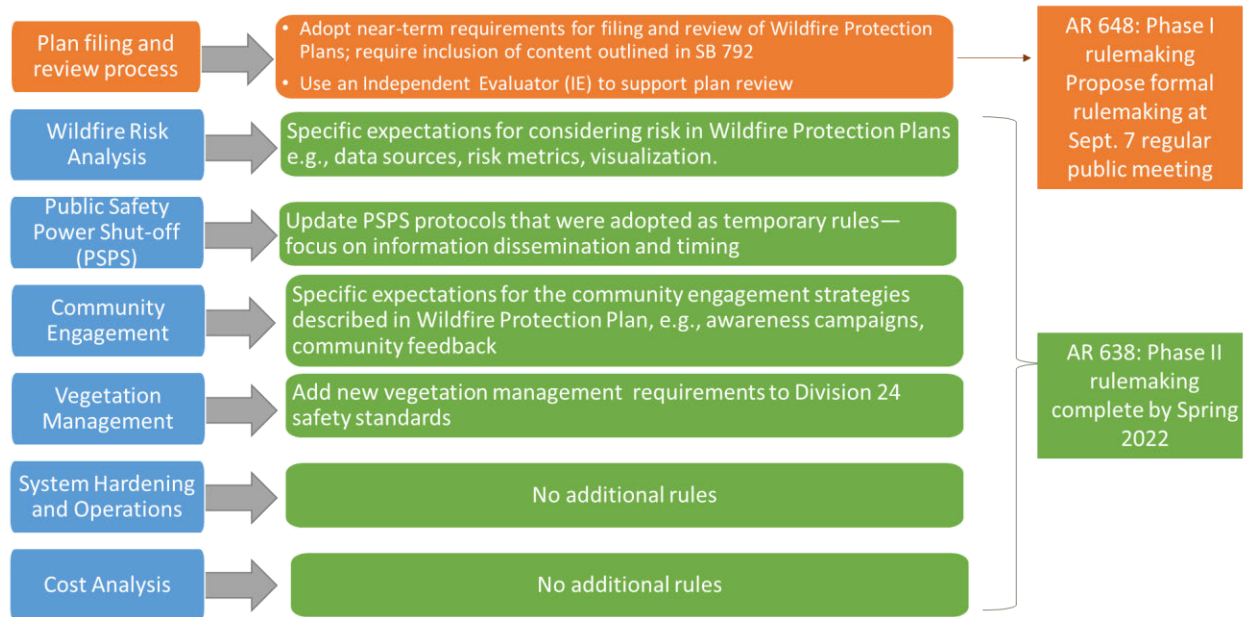 Plan filing and
review process
• Adopt near-term requirements for filing and review of Wildfire Protection
Plans; require inclusion of content outlined in SB 792
• Use an Independent Evaluator (IE) to support plan review
AR 648: Phase I
rulemaking
Propose formal
rulemaking at
Sept. 7 regular
public meeting
Wildfire Risk
Analysis
Specific expectations for considering risk in Wildfire Protection Plans
e.g., data sources, risk metrics, visualization.
Public Safety
Power Shut-off
(PSPS)
Update PSPS protocols that were adopted as temporary rules—
focus on information dissemination and timing
Community
Engagement
Specific expectations for the community engagement strategies
described in Wildfire Protection Plan, e.g., awareness campaigns,
community feedback
Vegetation
Management
Add new vegetation management requirements to Division 24
safety standards
System Hardening
and Operations
No additional rules
Cost Analysis
No additional rules
AR 638: Phase II
rulemaking
complete by Spring
2022